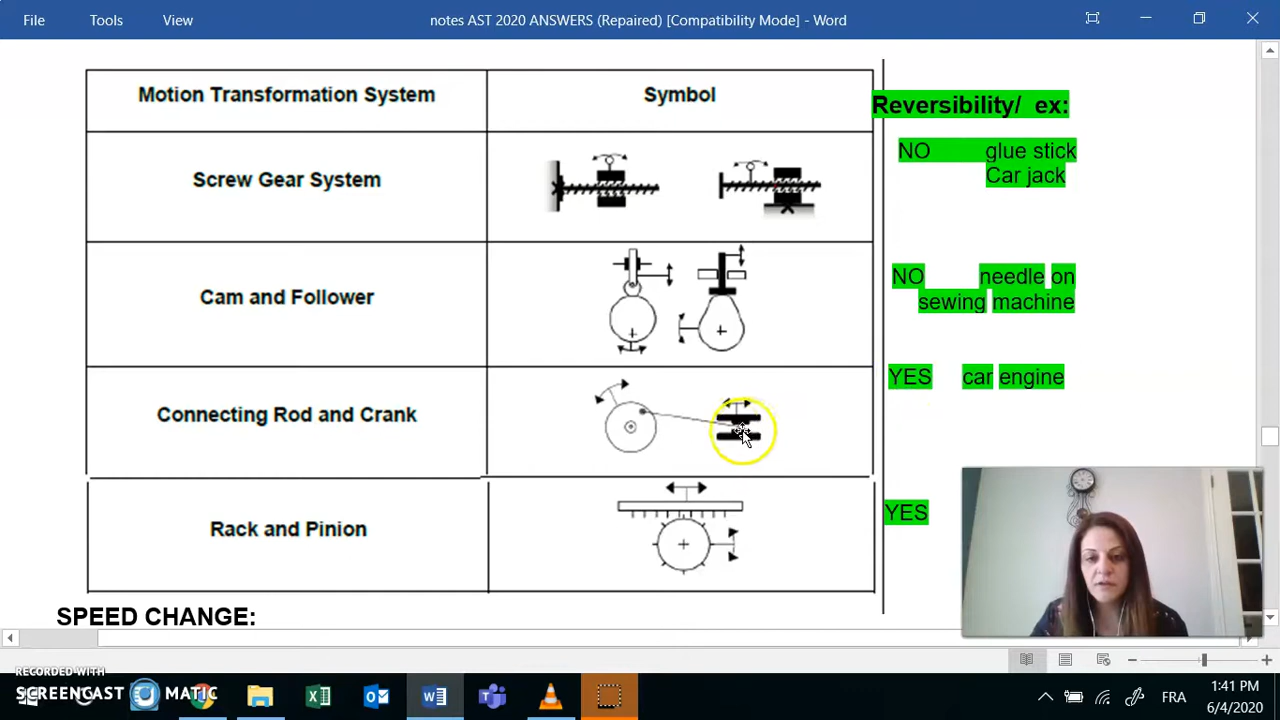 File Tools View notes AST 2020 ANSWERS (Repaired) [Compatibility Mode] - Word
Motion Transformation System Symbol Reversibility/ ex:
Screw Gear System NO glue stick
Car jack
Cam and Follower NO needle on
sewing machine
Connecting Rod and Crank YES car engine
Rack and Pinion YES
SPEED CHANGE:
RECORDED WITH
SCREENCAST MATIC
FRA
1:41 PM
6/4/2020